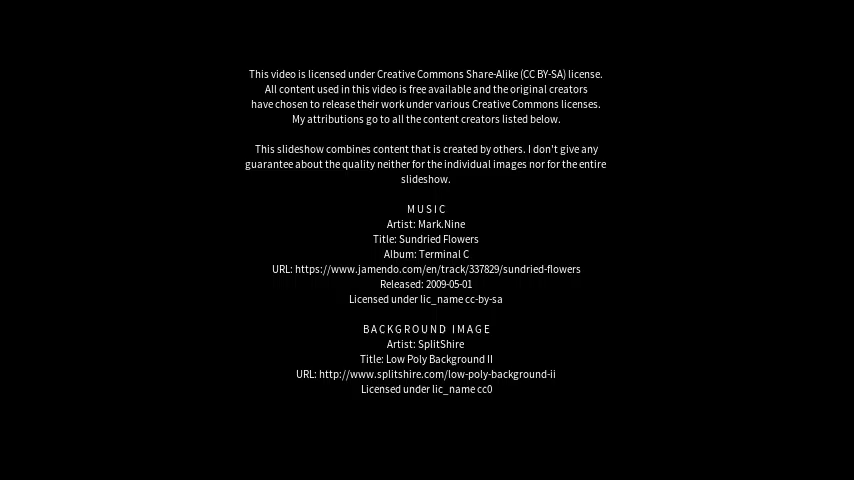 This video is licensed under Creative Commons Share-Alike (CC BY-SA) license.
All content used in this video is free available and the original creators
have chosen to release their work under various Creative Commons licenses.
My attributions go to all the content creators listed below.
This slideshow combines content that is created by others. I don't give any
guarantee about the quality neither for the individual images nor for the entire
slideshow.
MUSIC
Artist: Mark.Nine
Title: Sundried Flowers
Album: Terminal C
URL: https://www.jamendo.com/en/track/337829/sundried-flowers
Released: 2009-05-01
Licensed under lic_name cc-by-sa
BACKGROUND IMAGE
Artist: SplitShire
Title: Low Poly Background II
URL: http://www.splitshire.com/low-poly-background-ii
Licensed under lic_name cc0